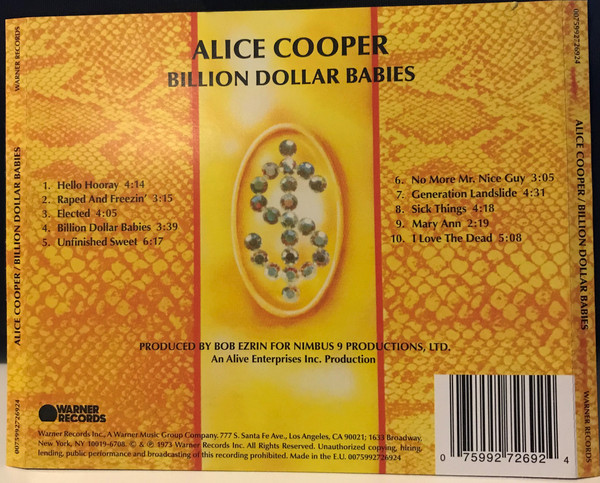 WARNER RECORDS
ALICE COOPER / BILLION DOLLAR BABIES
0075992726924
ALICE COOPER
BILLION DOLLAR BABIES
1. Hello Hooray 4:14
2. Raped And Freezin' 3:15
3. Elected 4:05
4. Billion Dollar Babies 3:39
5. Unfinished Sweet 6:17
6. No More Mr. Nice Guy 3:05
7. Generation Landslide 4:31
8. Sick Things 4:18
9. Mary Ann 2:19
10. I Love The Dead 5:08
PRODUCED BY BOB EZRIN FOR NIMBUS 9 PRODUCTIONS, LTD.
An Alive Enterprises Inc. Production
WARNER
RECORDS
Warner Records Inc., A Warner Music Group Company. 777 S. Santa Fe Ave., Los Angeles, CA 90021; 1633 Broadway,
New York, NY 10019-6708. © & ℗ 1973 Warner Records Inc. All Rights Reserved. Unauthorized copying, hiring,
lending, public performance and broadcasting of this recording prohibited. Made in the E.U. 0075992726924
0 75992 72692 4
0075992726924
ALICE COOPER / BILLION DOLLAR BABIES
WARNER RECORDS